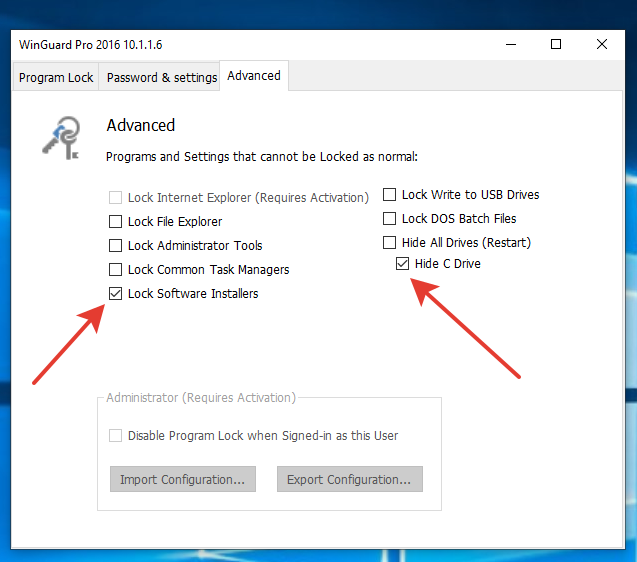 WinGuard Pro 2016 10.1.1.6
Program Lock
Password & settings
Advanced
Advanced
Programs and Settings that cannot be Locked as normal:
Lock Internet Explorer (Requires Activation)
Lock File Explorer
Lock Administrator Tools
Lock Common Task Managers
Lock Software Installers
Lock Write to USB Drives
Lock DOS Batch Files
Hide All Drives (Restart)
Hide C Drive
Administrator (Requires Activation)
Disable Program Lock when Signed-in as this User
Import Configuration...
Export Configuration...